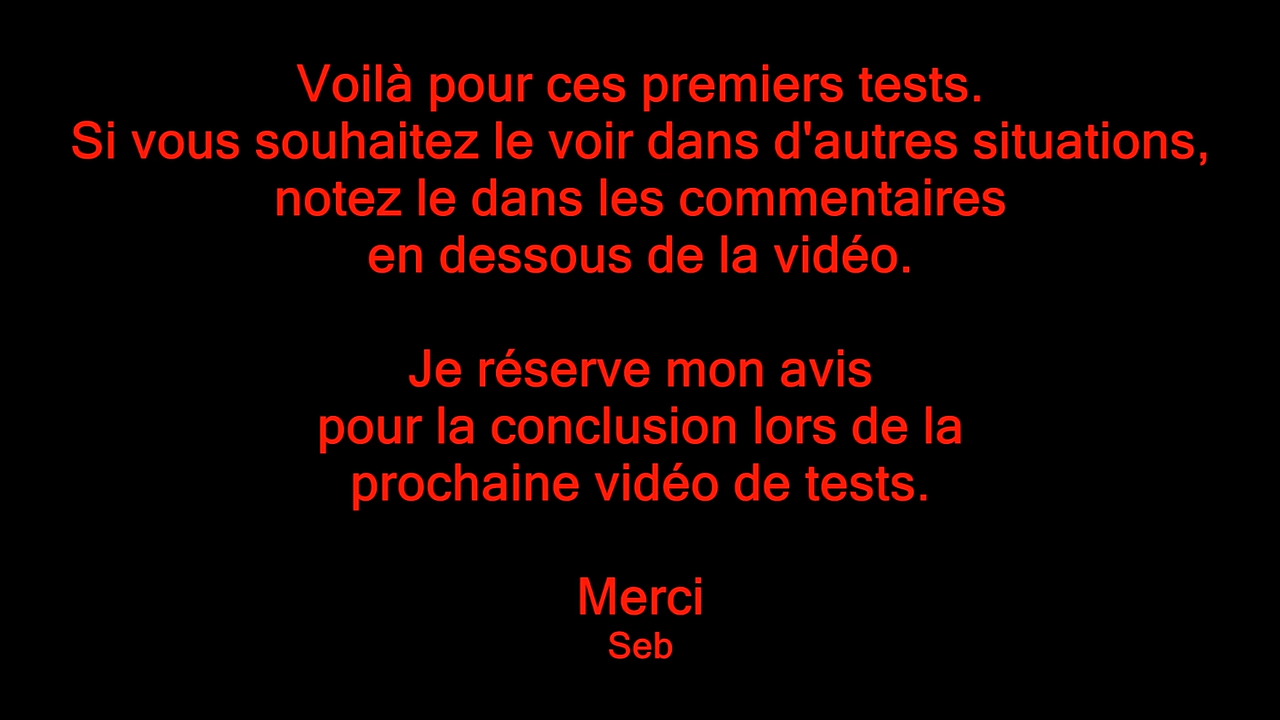 Voilà pour ces premiers tests.
Si vous souhaitez le voir dans d'autres situations,
notez le dans les commentaires
en dessous de la vidéo.
Je réserve mon avis
pour la conclusion lors de la
prochaine vidéo de tests.
Merci
Seb